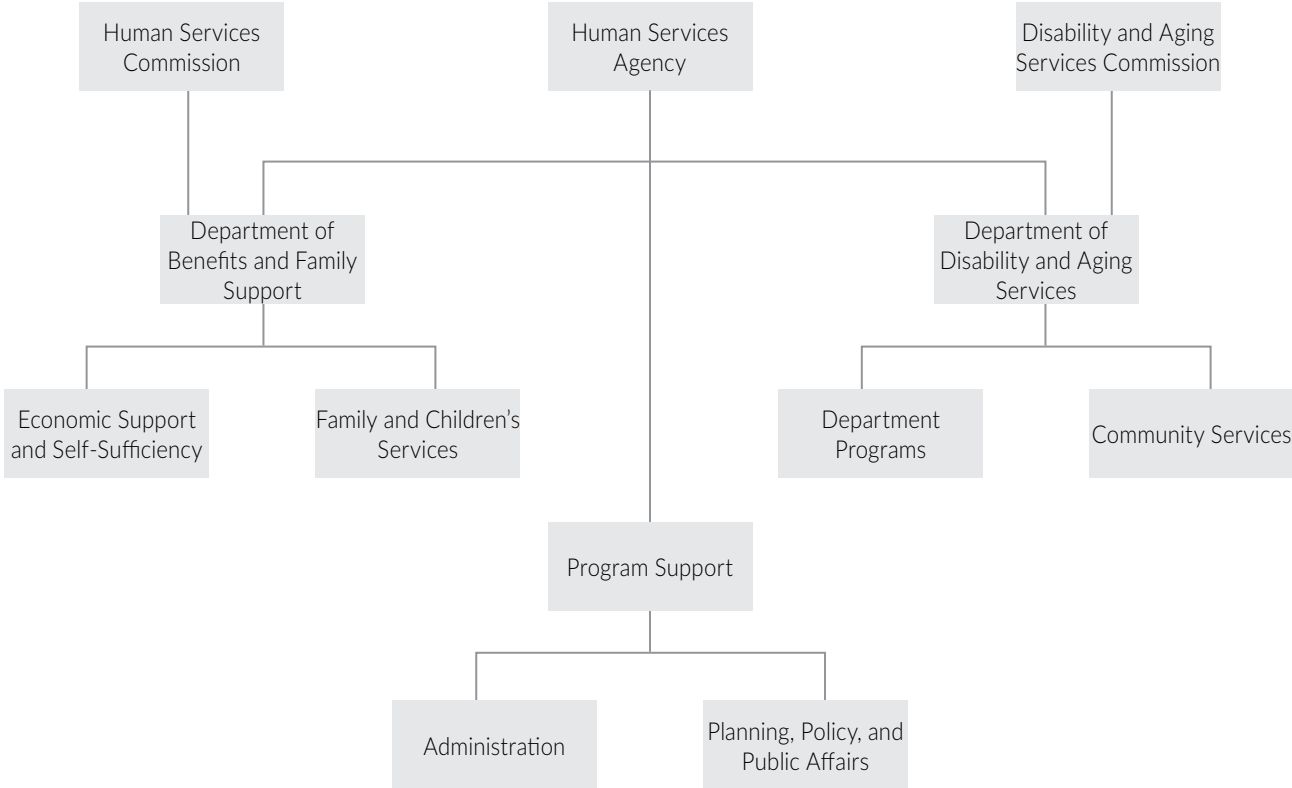 Human Services
Commission
Human Services
Agency
Disability and Aging
Services Commission
Department of
Benefits and Family
Support
Department of
Disability and Aging
Services
Economic Support
and Self-Sufficiency
Family and Children’s
Services
Department
Programs
Community Services
Program Support
Administration
Planning, Policy, and
Public Affairs